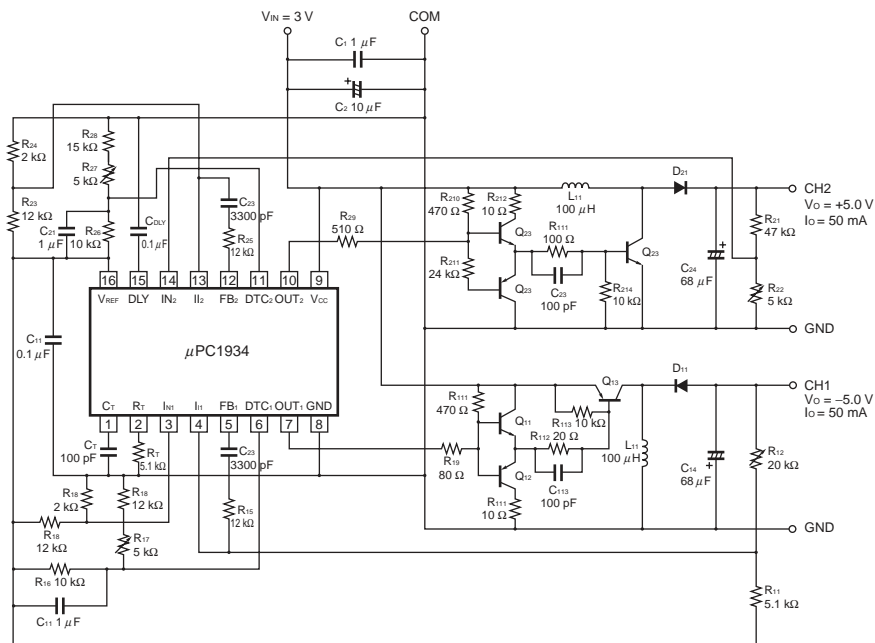 VIN = 3 V
COM
C1 1 μF
C2 10 μF
R24
2 kΩ
R28
15 kΩ
R27
5 kΩ
R23
12 kΩ
C21
1 μF
R26
10 kΩ
CDLY
0.1 μF
C23
3300 pF
R25
12 kΩ
R29
510 Ω
R210
470 Ω
R212
10 Ω
L11
100 μH
D21
CH2
VO = +5.0 V
IO = 50 mA
R21
47 kΩ
Q23
R111
100 Ω
Q23
R211
24 kΩ
Q23
C23
100 pF
R214
10 kΩ
C24
68 μF
R22
5 kΩ
GND
16 15 14 13 12 11 10 9
VREF DLY IN2 II2 FB2 DTC2 OUT2 VCC
C11
0.1 μF
μPC1934
CT RT IN1 II1 FB1 DTC1 OUT1 GND
1 2 3 4 5 6 7 8
CT
100 pF
RT
5.1 kΩ
C23
3300 pF
R18
2 kΩ
R18
12 kΩ
R15
12 kΩ
R18
12 kΩ
R17
5 kΩ
R16 10 kΩ
C11 1 μF
R19
80 Ω
R111
470 Ω
Q11
Q12
R111
10 Ω
Q13
R113
10 kΩ
R112
20 Ω
C113
100 pF
L11
100 μH
D11
CH1
VO = −5.0 V
IO = 50 mA
C14
68 μF
R12
20 kΩ
GND
R11
5.1 kΩ